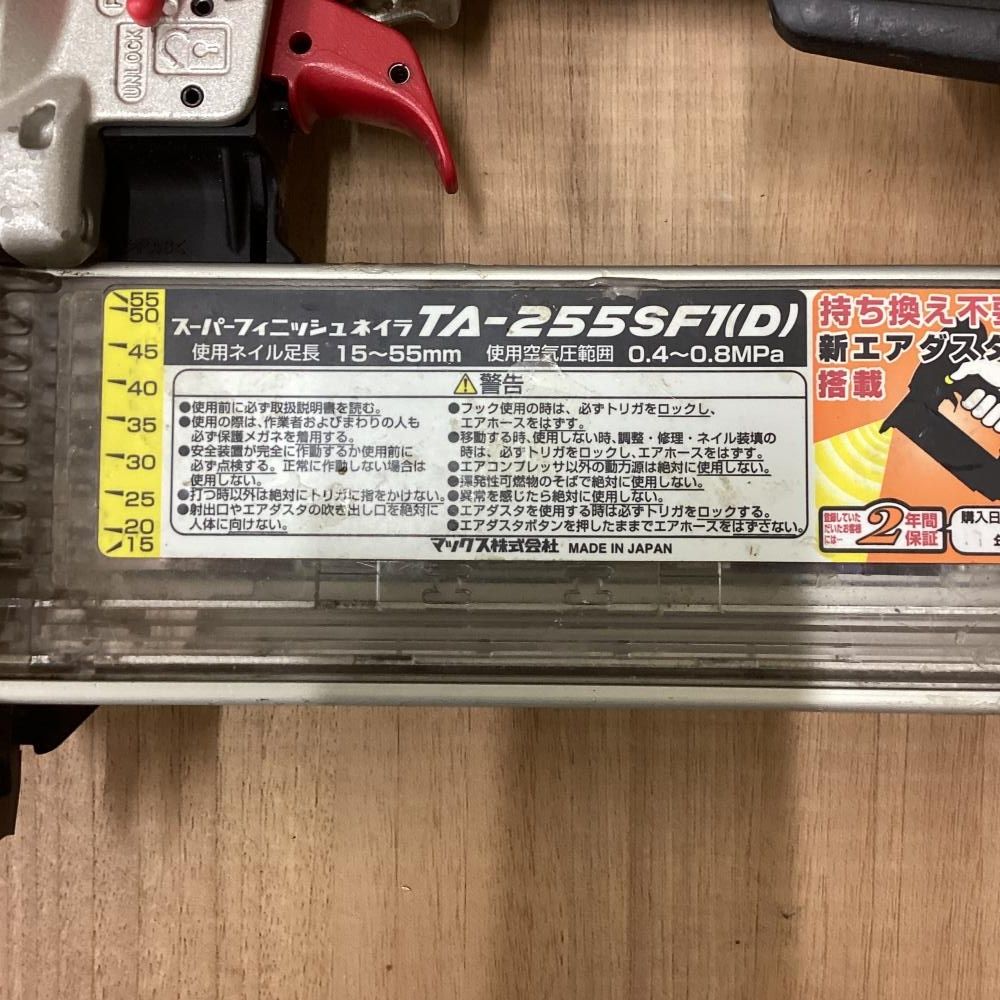 UNLOCK
55
50
45
40
35
30
25
20
15
スーパーフィニッシュネイラ TA-255SF1(D)
使用ネイル足長 15〜55mm 使用空気圧範囲 0.4〜0.8MPa
⚠警告
●使用前に必ず取扱説明書を読む。
●使用の際は、作業者およびまわりの人も
必ず保護メガネを着用する。
●安全装置が完全に作動するか使用前に
必ず点検する。正常に作動しない場合は
使用しない。
●打つ時以外は絶対にトリガに指をかけない。
●射出口やエアダスタの吹き出し口を絶対に
人体に向けない。
●フック使用の時は、必ずトリガをロックし、
エアホースをはずす。
●移動する時、使用しない時、調整・修理・ネイル装填の
時は、必ずトリガをロックし、エアホースをはずす。
●エアコンプレッサ以外の動力源は絶対に使用しない。
●揮発性可燃物のそばで絶対に使用しない。
●異常を感じたら絶対に使用しない。
●エアダスタを使用する時は必ずトリガをロックする。
●エアダスタボタンを押したままでエアホースをはずさない。
マックス株式会社 MADE IN JAPAN
持ち換え不要
新エアダスタ
搭載
登録していた
だいたお客様
には…
2年間
保証
購入日